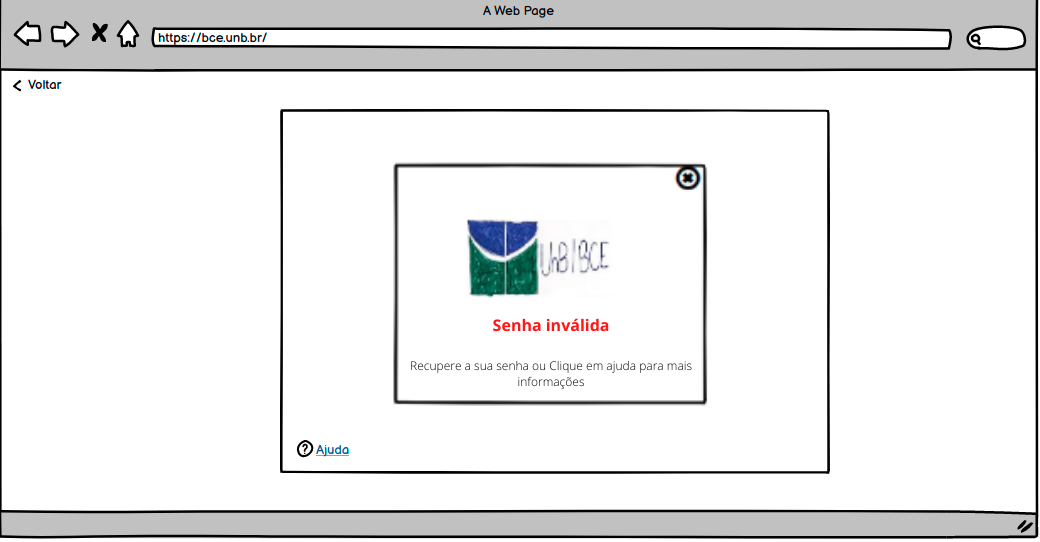 A Web Page
https://bce.unb.br/
Voltar
UnB|BCE
Senha inválida
Recupere a sua senha ou Clique em ajuda para mais
informações
Ajuda